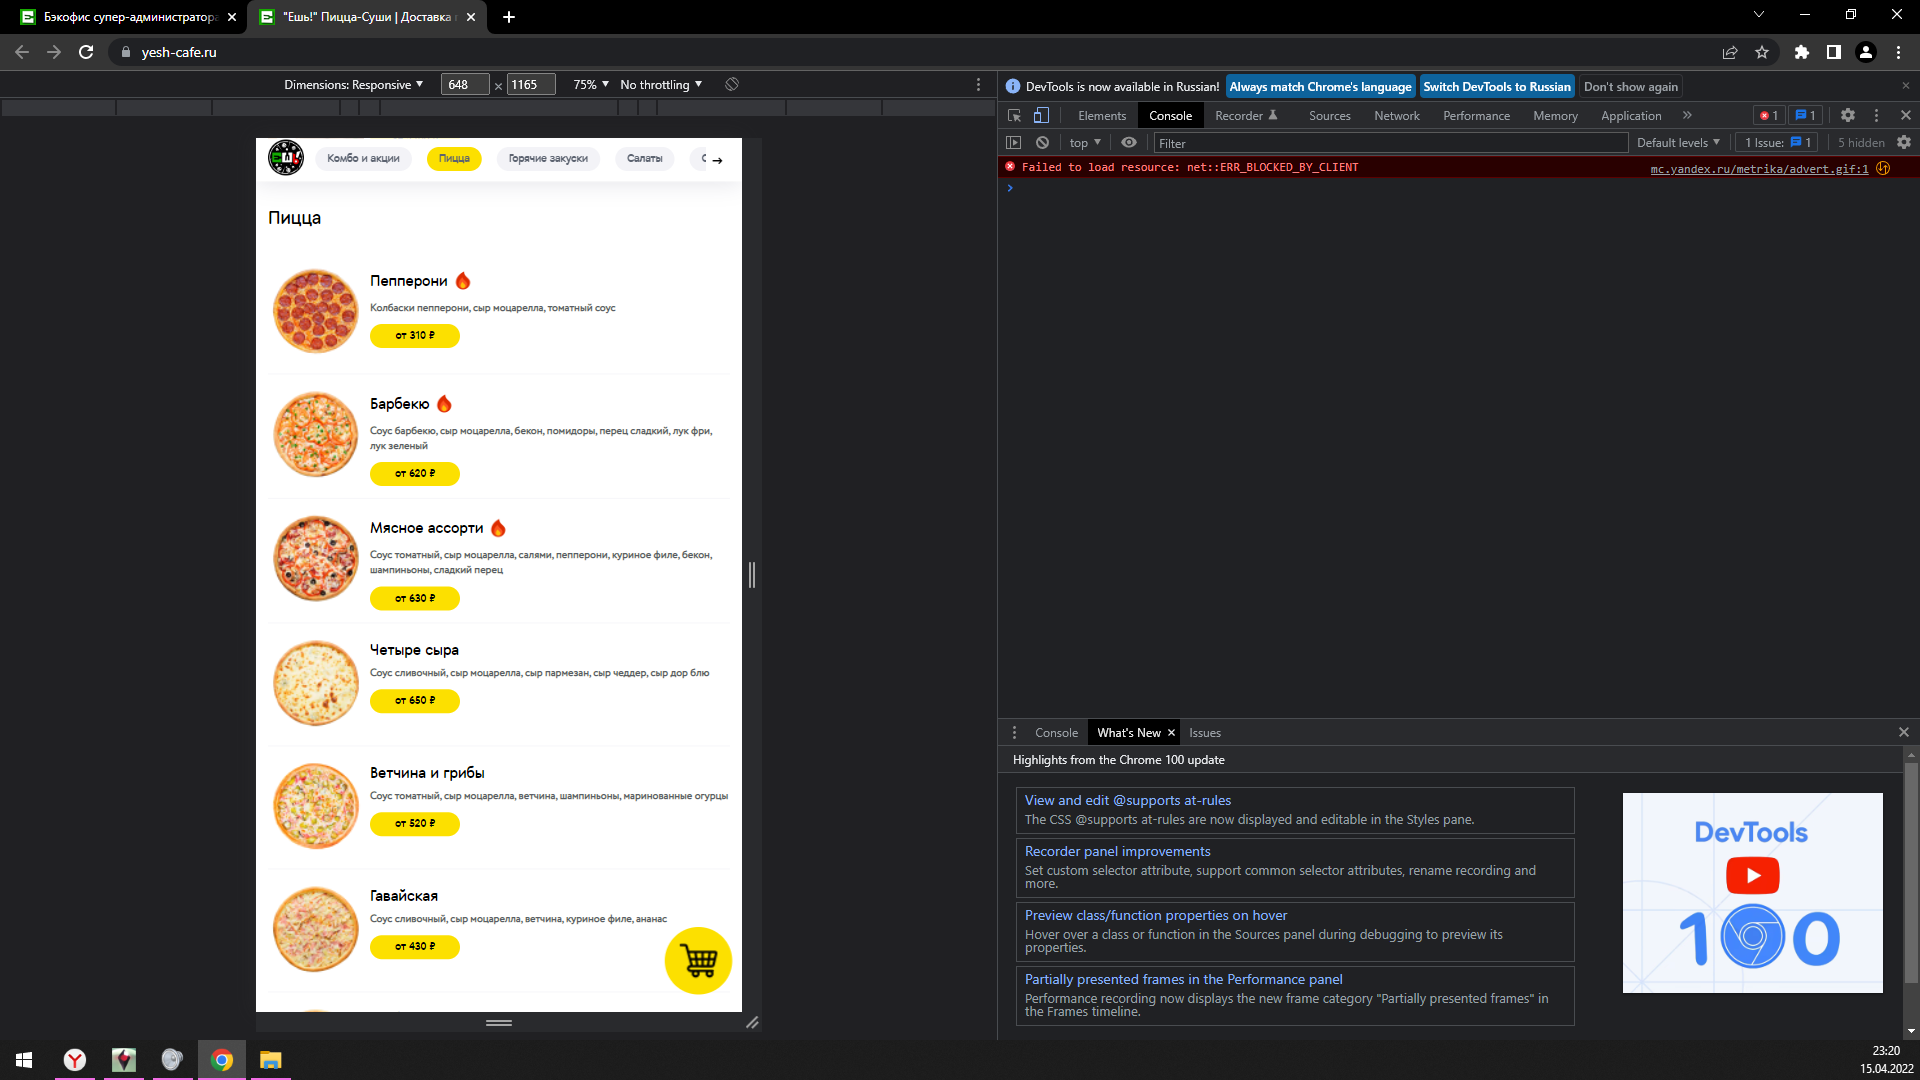 Бэкофис супер-администратора
"Ешь!" Пицца-Суши | Доставка
yesh-cafe.ru
Dimensions: Responsive
648
×
1165
75%
No throttling
DevTools is now available in Russian!
Always match Chrome's language
Switch DevTools to Russian
Don't show again
Elements
Console
Recorder
Sources
Network
Performance
Memory
Application
1
1
top
Filter
Default levels
1 Issue:
1
5 hidden
Failed to load resource: net::ERR_BLOCKED_BY_CLIENT
mc.yandex.ru/metrika/advert.gif:1
Комбо и акции
Пицца
Горячие закуски
Салаты
Пицца
Пепперони
Колбаски пепперони, сыр моцарелла, томатный соус
от 310 ₽
Барбекю
Соус барбекю, сыр моцарелла, бекон, помидоры, перец сладкий, лук фри,
лук зеленый
от 620 ₽
Мясное ассорти
Соус томатный, сыр моцарелла, салями, пепперони, куриное филе, бекон,
шампиньоны, сладкий перец
от 630 ₽
Четыре сыра
Соус сливочный, сыр моцарелла, сыр пармезан, сыр чеддер, сыр дор блю
от 650 ₽
Ветчина и грибы
Соус томатный, сыр моцарелла, ветчина, шампиньоны, маринованные огурцы
от 520 ₽
Гавайская
Соус сливочный, сыр моцарелла, ветчина, куриное филе, ананас
от 430 ₽
Console
What's New
Issues
Highlights from the Chrome 100 update
View and edit @supports at-rules
The CSS @supports at-rules are now displayed and editable in the Styles pane.
Recorder panel improvements
Set custom selector attribute, support common selector attributes, rename recording and
more.
Preview class/function properties on hover
Hover over a class or function in the Sources panel during debugging to preview its
properties.
Partially presented frames in the Performance panel
Performance recording now displays the new frame category "Partially presented frames" in
the Frames timeline.
DevTools
100
23:20
15.04.2022